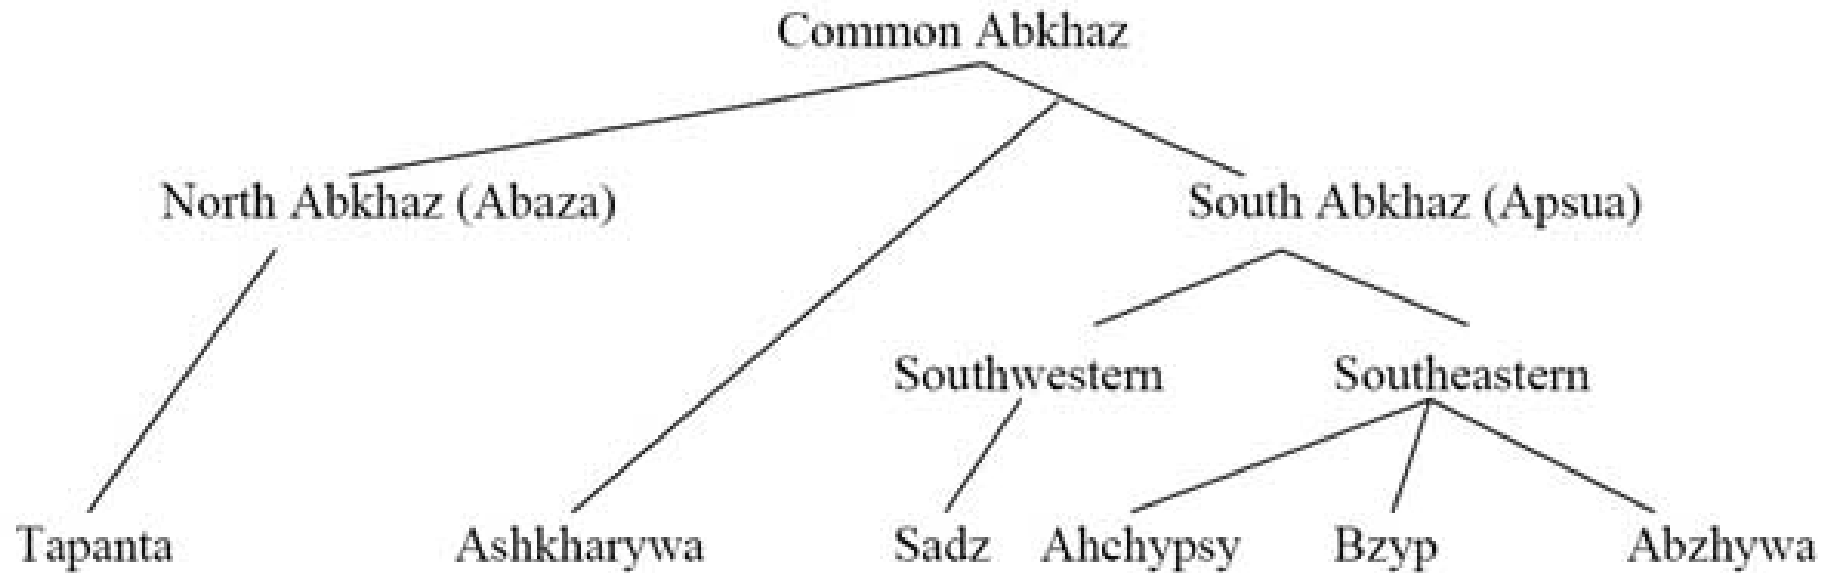 Common Abkhaz
North Abkhaz (Abaza) South Abkhaz (Apsua)
Southwestern Southeastern
Tapanta Ashkharywa Sadz Ahchypsy Bzyp Abzhywa